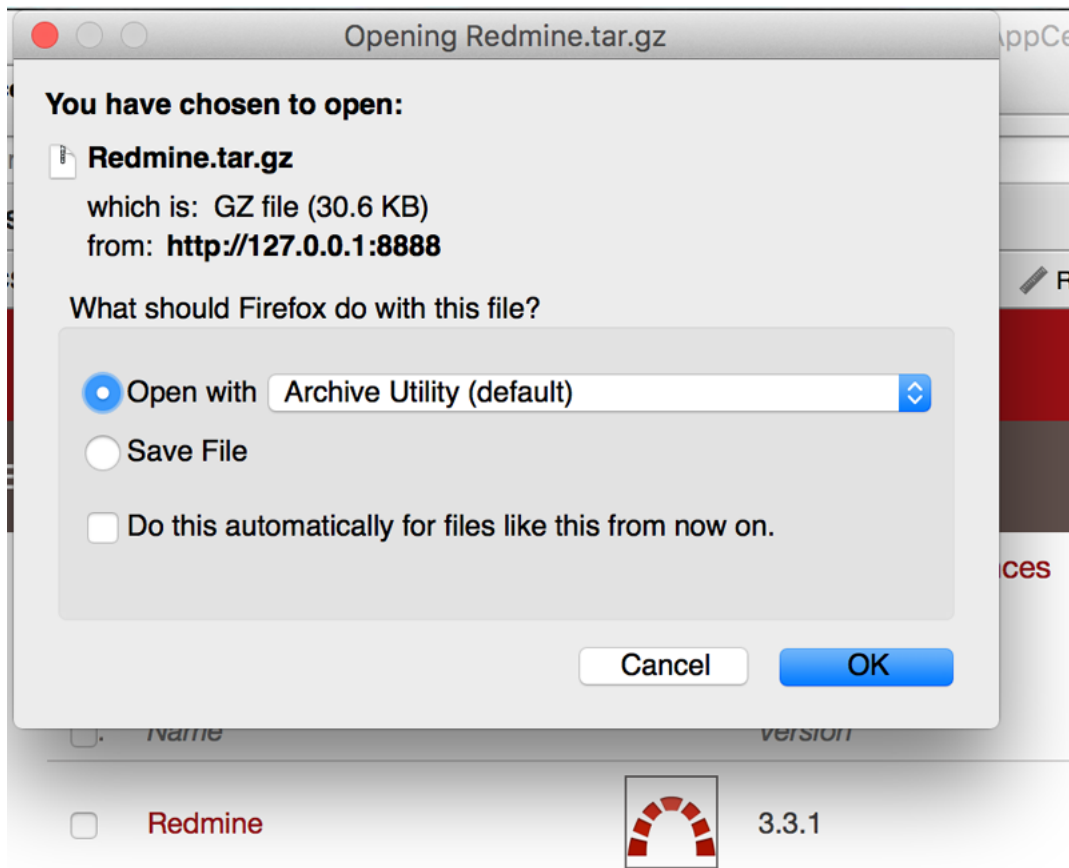 Opening Redmine.tar.gz
You have chosen to open:
Redmine.tar.gz
which is: GZ file (30.6 KB)
from: http://127.0.0.1:8888
What should Firefox do with this file?
Open with Archive Utility (default)
Save File
Do this automatically for files like this from now on.
Cancel OK
Name
Redmine 3.3.1